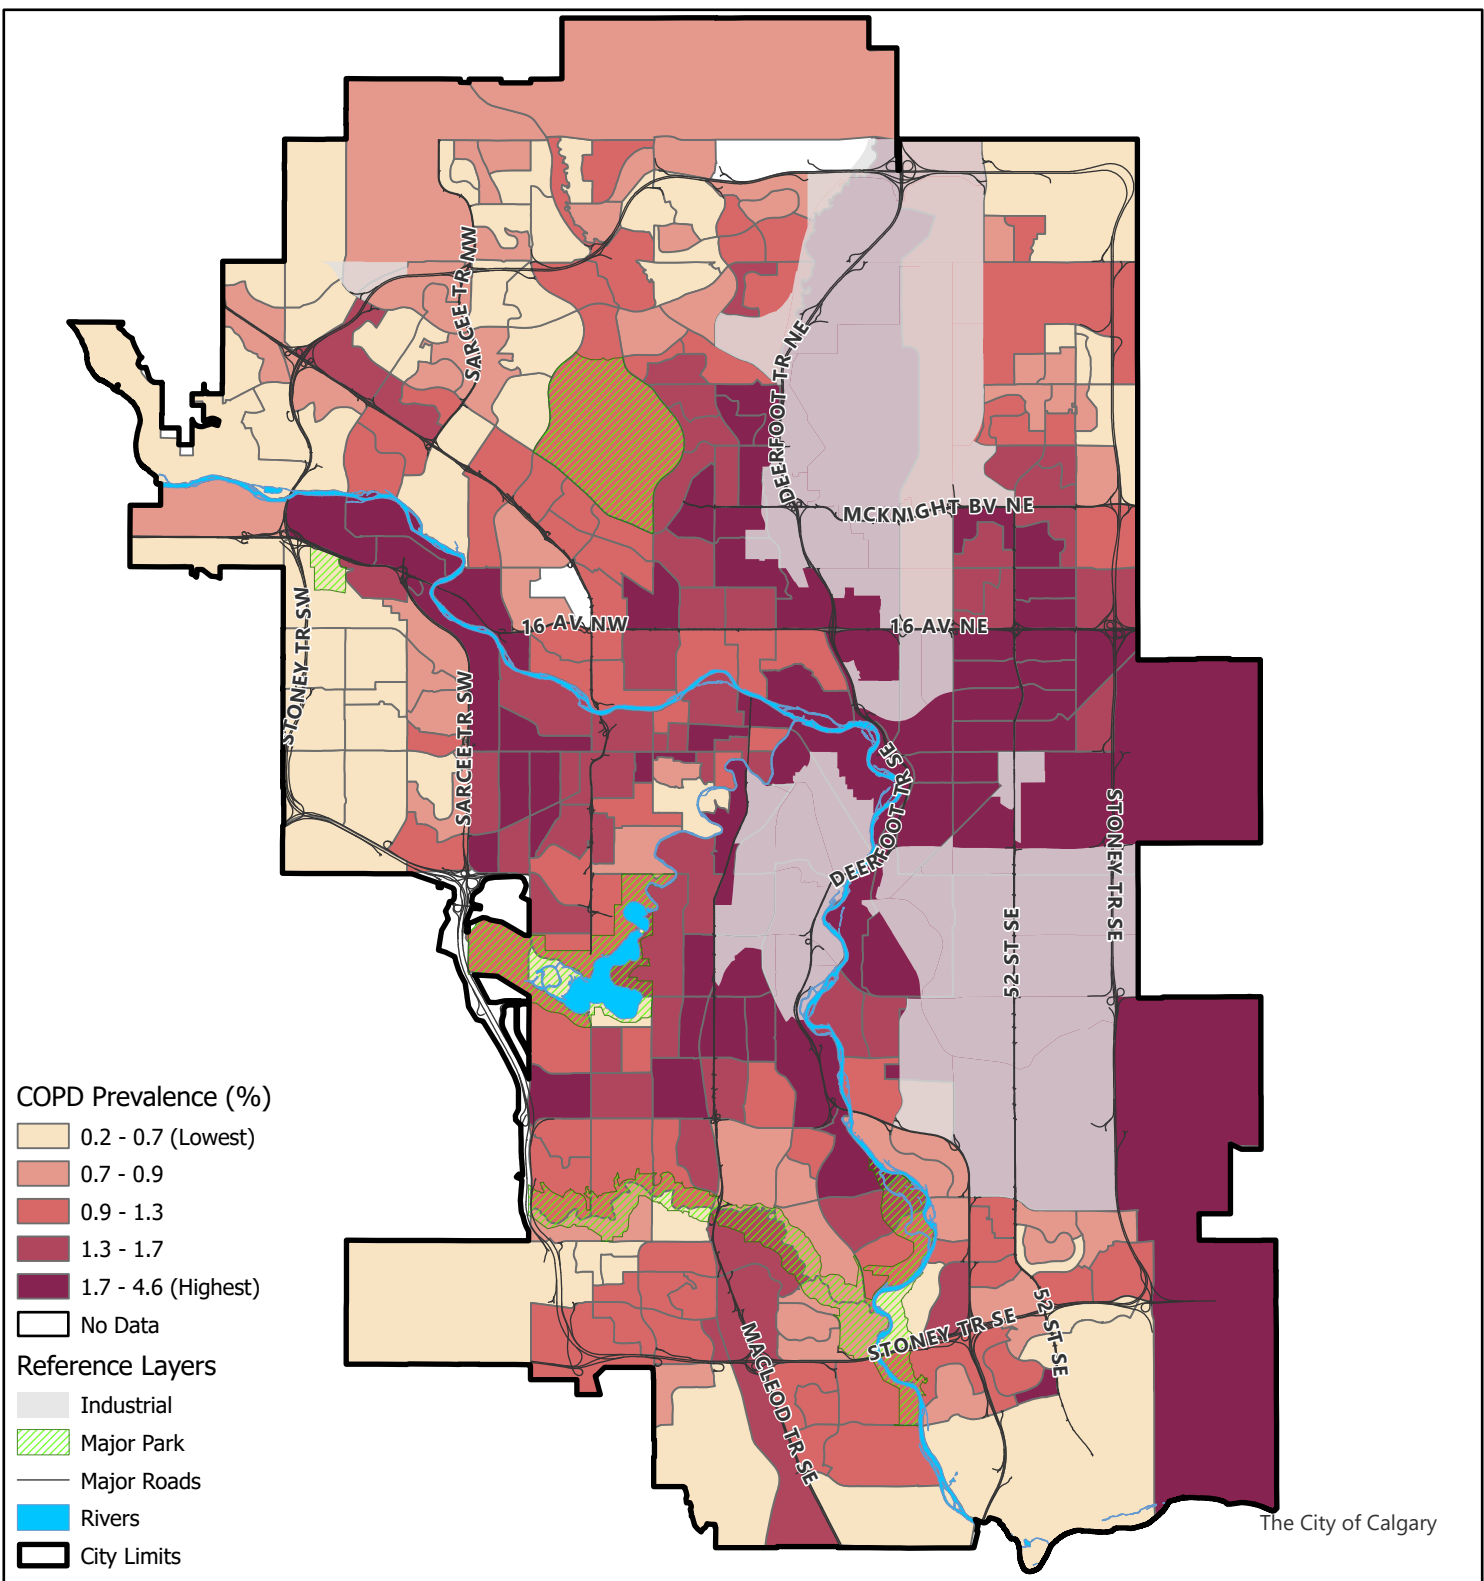 SARCEE TR NW
DEERFOOT TR NE
MCKNIGHT BV NE
STONEY TR SW
16 AV NW
16 AV NE
SARCEE TR SW
DEERFOOT TR SE
STONEY TR SE
52 ST SE
STONEY TR SE
52 ST SE
MACLEOD TR SE
COPD Prevalence (%)
0.2 - 0.7 (Lowest)
0.7 - 0.9
0.9 - 1.3
1.3 - 1.7
1.7 - 4.6 (Highest)
No Data
Reference Layers
Industrial
Major Park
Major Roads
Rivers
City Limits
The City of Calgary